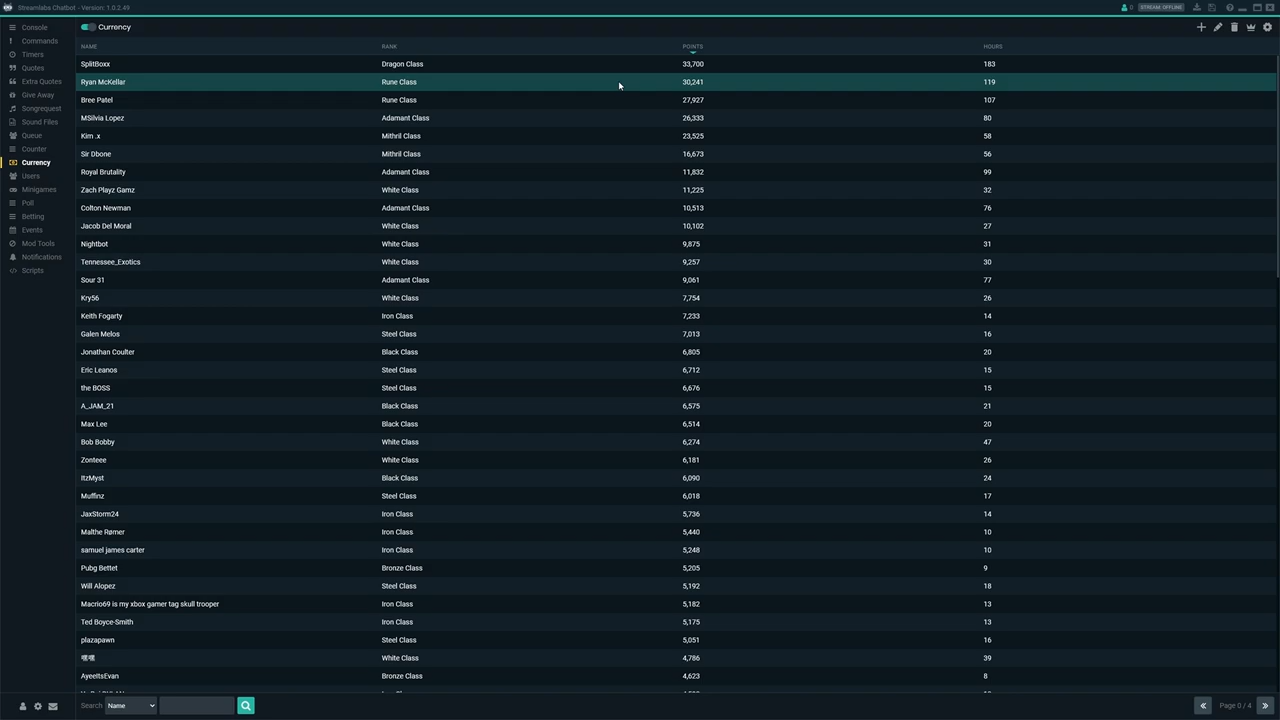 Streamlabs Chatbot - Version: 1.0.2.49
0
STREAM: OFFLINE
Console
Commands
Timers
Quotes
Extra Quotes
Give Away
Songrequest
Sound Files
Queue
Counter
Currency
Users
Minigames
Poll
Betting
Events
Mod Tools
Notifications
Scripts
Currency
NAME RANK POINTS HOURS
SplitBoxx Dragon Class 33,700 183
Ryan McKellar Rune Class 30,241 119
Bree Patel Rune Class 27,927 107
MSilvia Lopez Adamant Class 26,333 80
Kim .x Mithril Class 23,525 58
Sir Dbone Mithril Class 16,673 56
Royal Brutality Adamant Class 11,832 99
Zach Playz Gamz White Class 11,225 32
Colton Newman Adamant Class 10,513 76
Jacob Del Moral White Class 10,102 27
Nightbot White Class 9,875 31
Tennessee_Exotics White Class 9,257 30
Sour 31 Adamant Class 9,061 77
Kry56 White Class 7,754 26
Keith Fogarty Iron Class 7,233 14
Galen Melos Steel Class 7,013 16
Jonathan Coulter Black Class 6,805 20
Eric Leanos Steel Class 6,712 15
the BOSS Steel Class 6,676 15
A_JAM_21 Black Class 6,575 21
Max Lee Black Class 6,514 20
Bob Bobby White Class 6,274 47
Zonteee White Class 6,181 26
ItzMyst Black Class 6,090 24
Muffinz Steel Class 6,018 17
JaxStorm24 Iron Class 5,736 14
Malthe Rømer Iron Class 5,440 10
samuel james carter Iron Class 5,248 10
Pubg Bettet Bronze Class 5,205 9
Will Alopez Steel Class 5,192 18
Macrio69 is my xbox gamer tag skull trooper Iron Class 5,182 13
Ted Boyce-Smith Iron Class 5,175 13
plazapawn Steel Class 5,051 16
嘿嘿 White Class 4,786 39
AyeeItsEvan Bronze Class 4,623 8
Search Name
Page 0 / 4